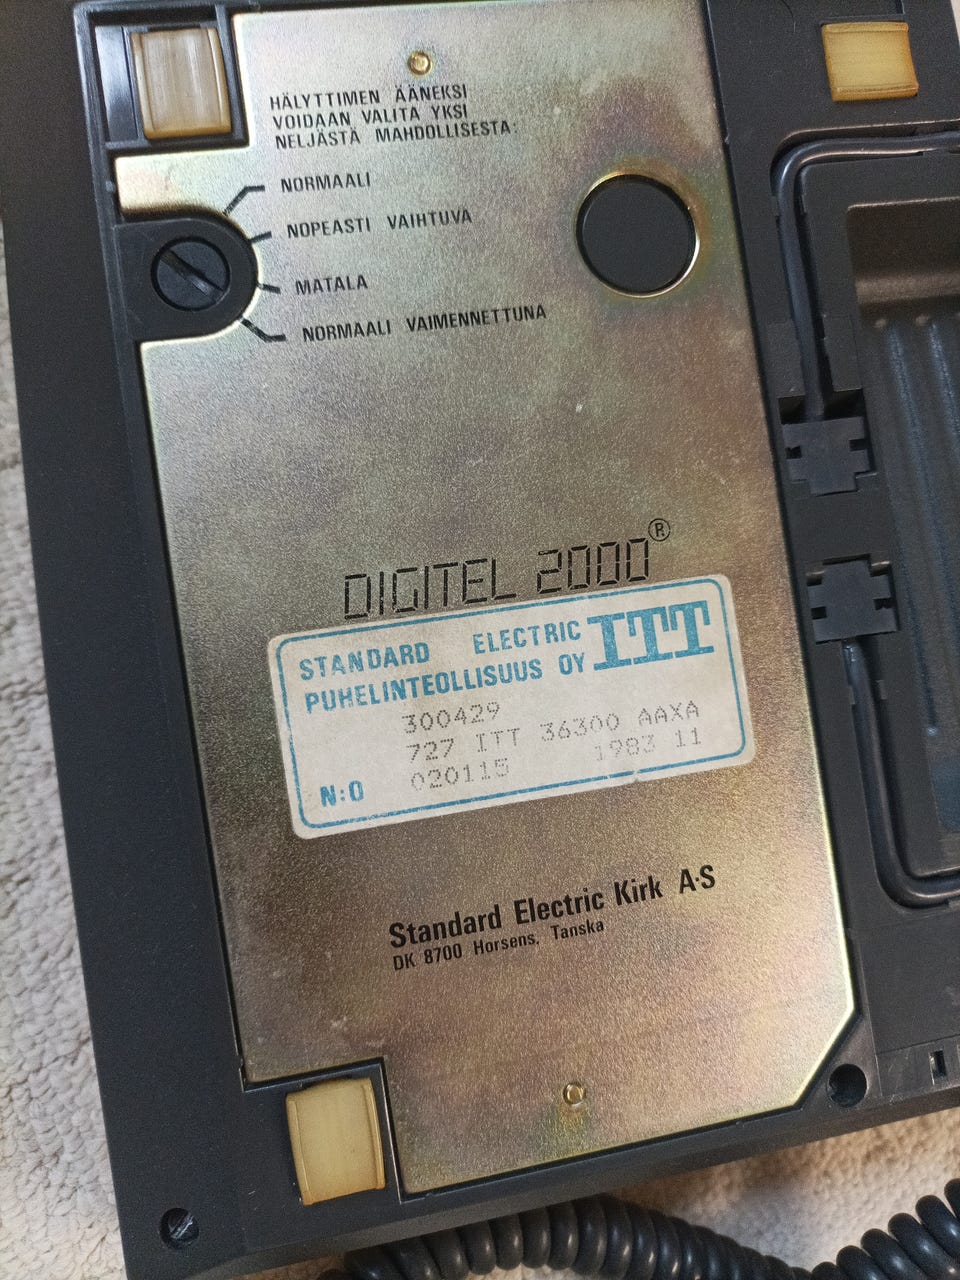 HÄLYTTIMEN ÄÄNEKSI
VOIDAAN VALITA YKSI
NELJÄSTÄ MAHDOLLISESTA:
NORMAALI
NOPEASTI VAIHTUVA
MATALA
NORMAALI VAIMENNETTUNA
DIGITEL 2000®
STANDARD ELECTRIC ITT
PUHELINTEOLLISUUS OY
300429
727 ITT 36300 AAXA
N:O 020115 1983 11
Standard Electric Kirk A·S
DK 8700 Horsens, Tanska